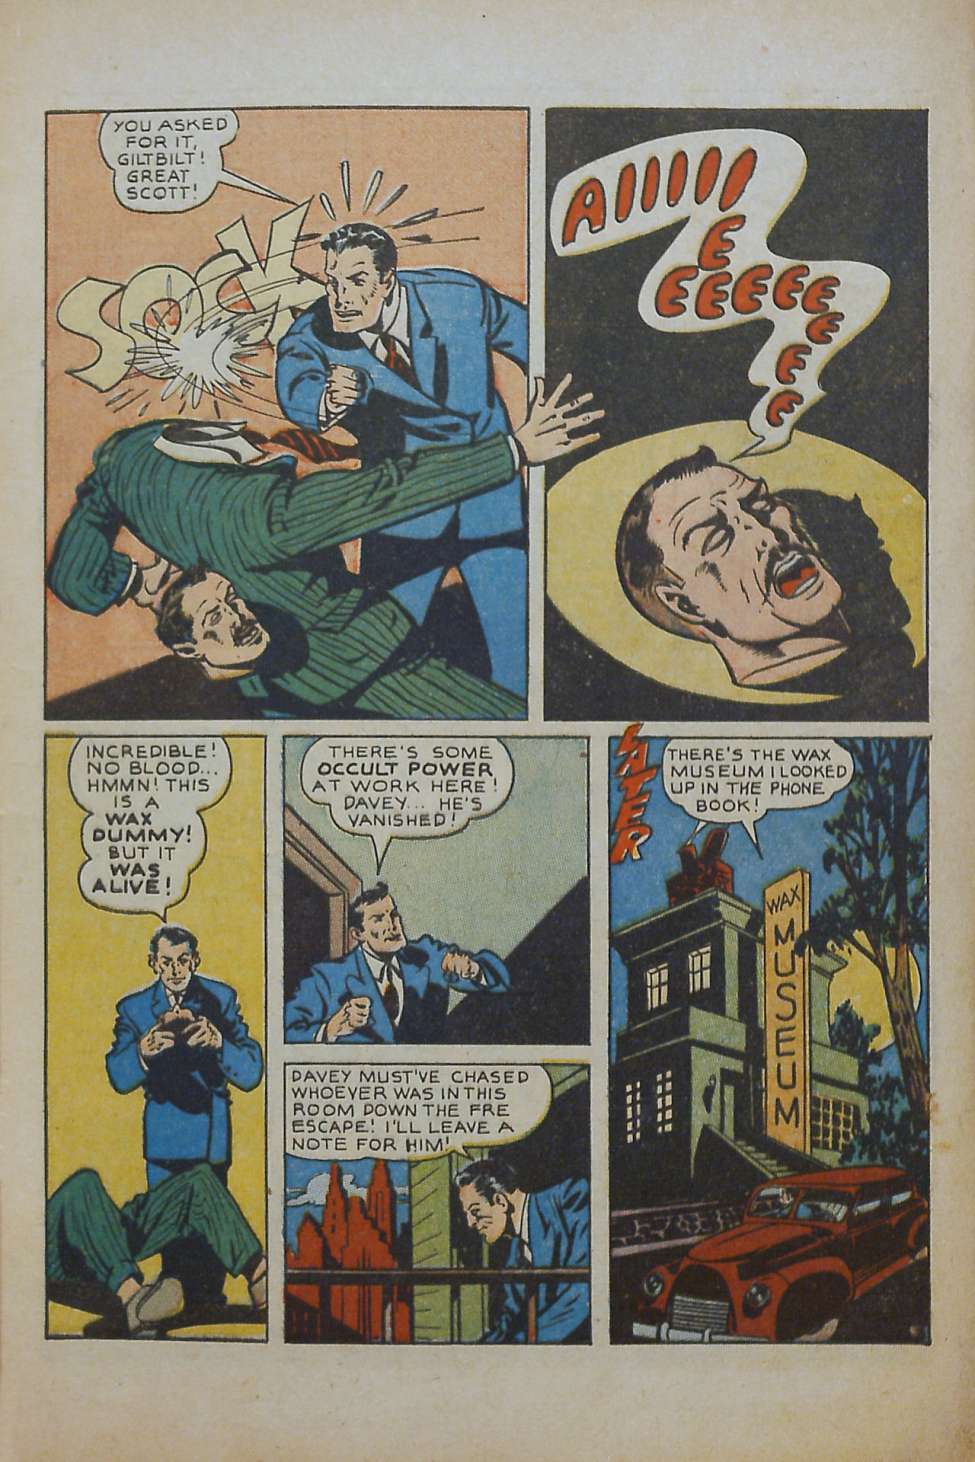 YOU ASKED
FOR IT,
GILTBILT!
GREAT
SCOTT!
SOCK
AIIIIII
E
EEEEEEE
E
E
E
E
INCREDIBLE!
NO BLOOD...
HMMN! THIS
IS A
WAX
DUMMY!
BUT IT
WAS
ALIVE!
THERE'S SOME
OCCULT POWER
AT WORK HERE!
DAVEY... HE'S
VANISHED!
DAVEY MUST'VE CHASED
WHOEVER WAS IN THIS
ROOM DOWN THE FRE
ESCAPE! I'LL LEAVE A
NOTE FOR HIM!
LATER
THERE'S THE WAX
MUSEUM I LOOKED
UP IN THE PHONE
BOOK!
WAX
MUSEUM